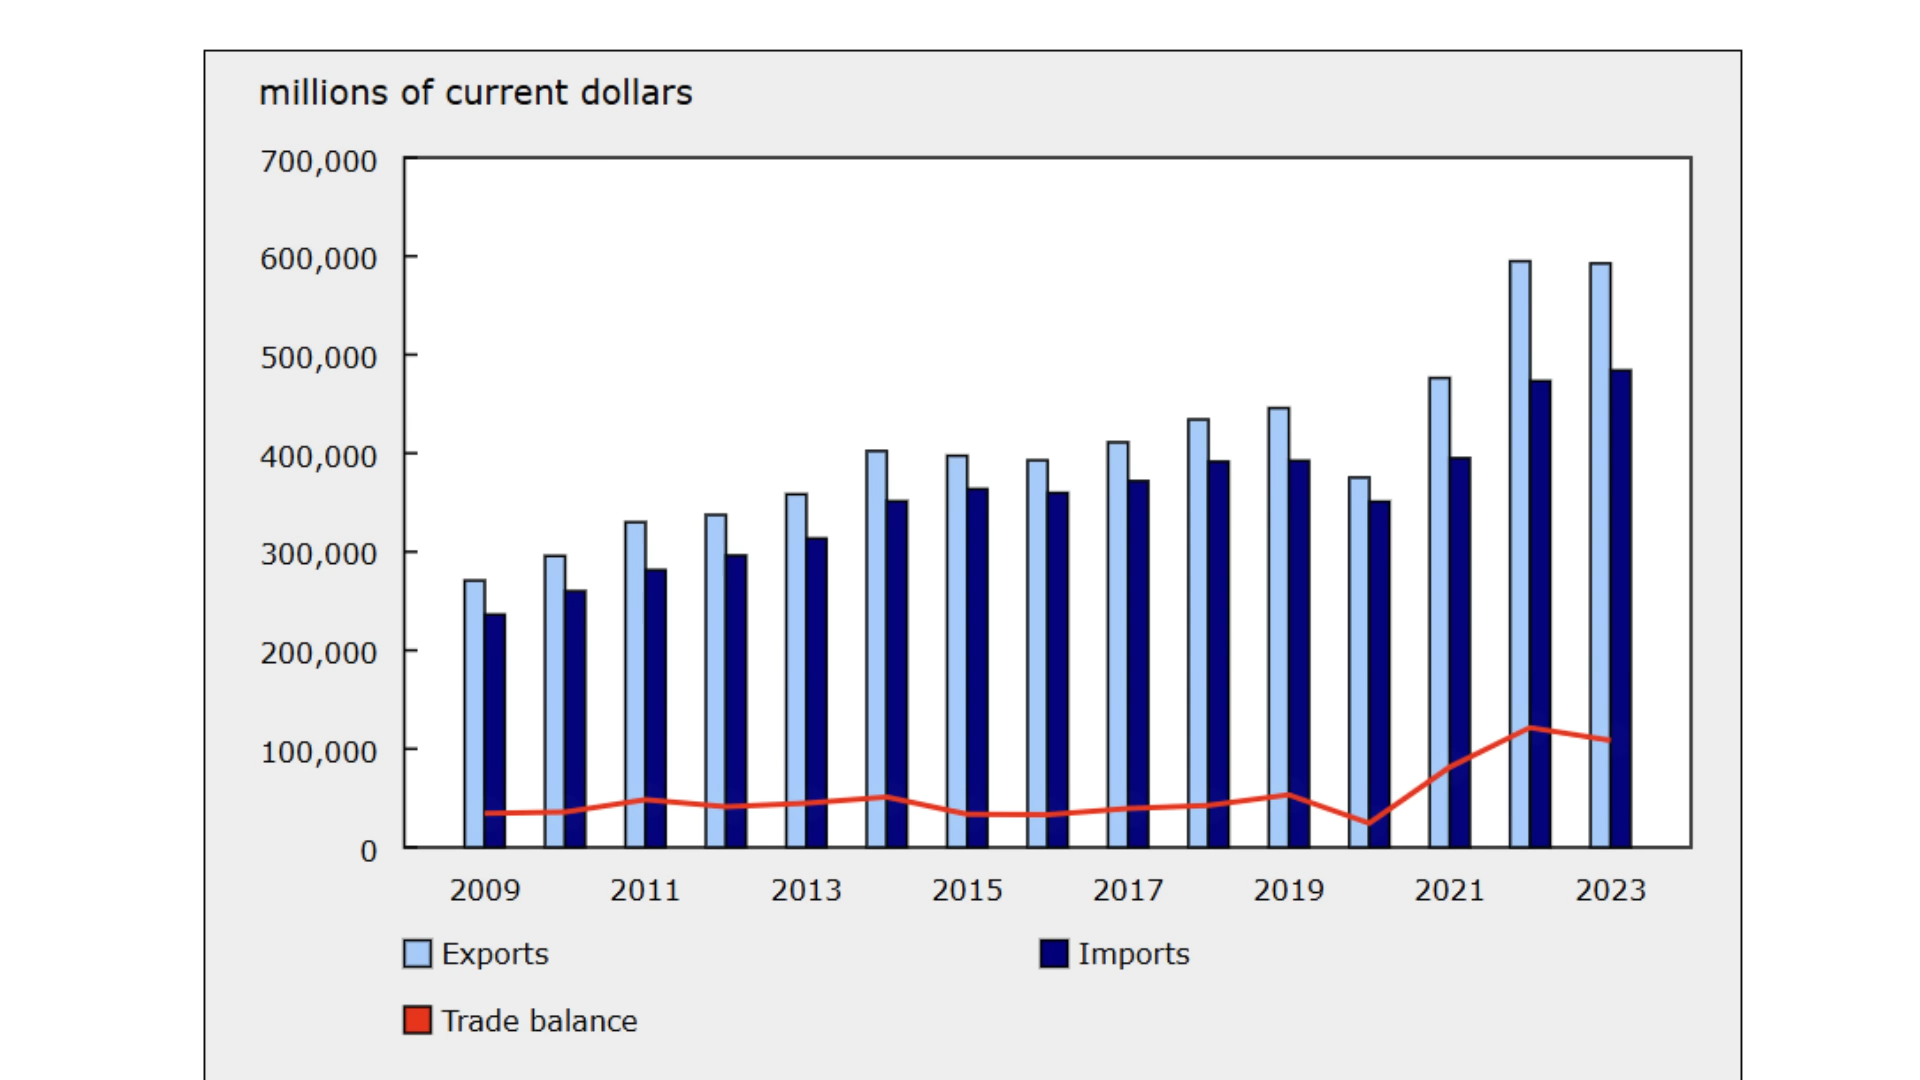 millions of current dollars
700,000
600,000
500,000
400,000
300,000
200,000
100,000
0
2009 2011 2013 2015 2017 2019 2021 2023
Exports Imports
Trade balance